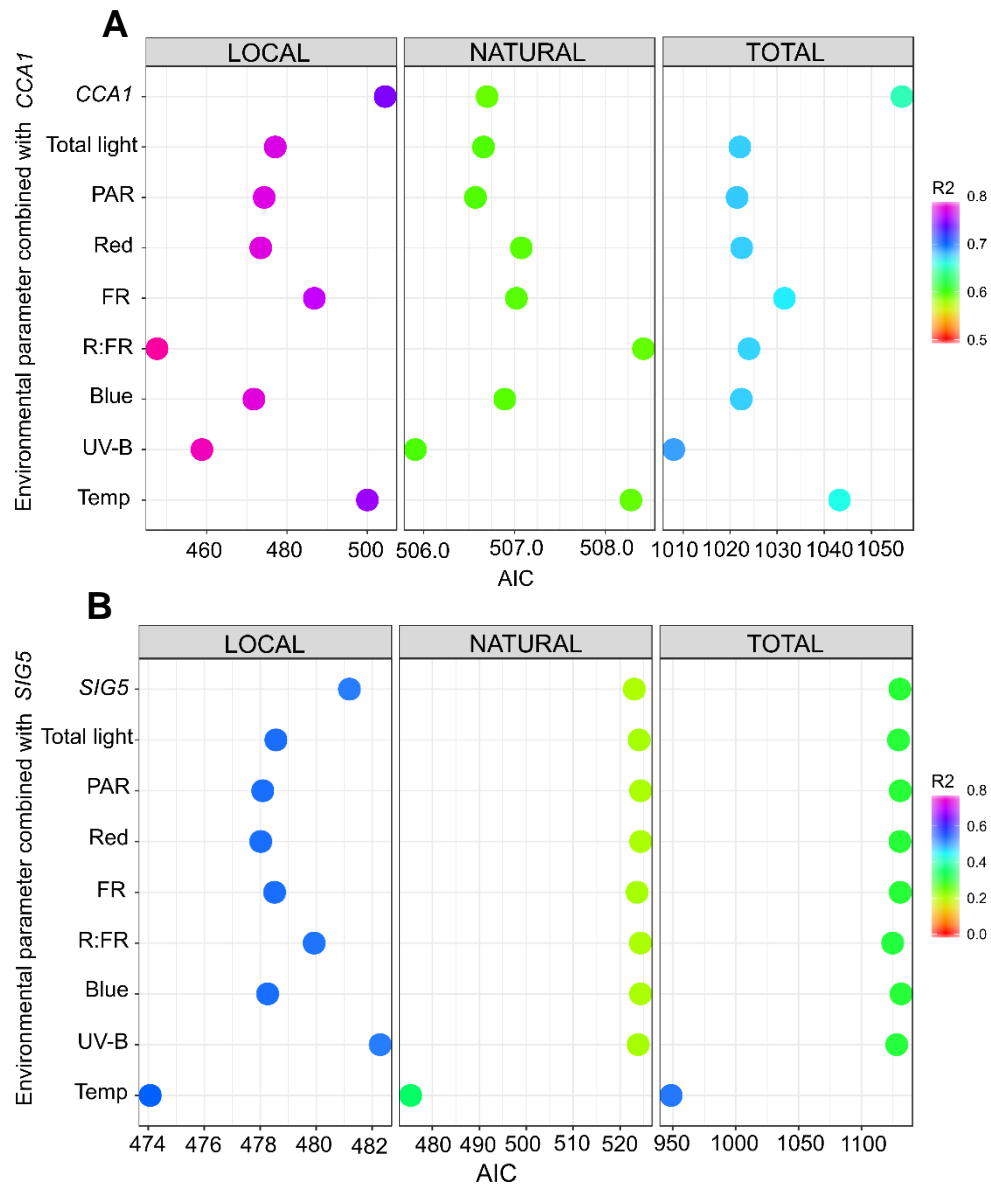 A
LOCAL NATURAL TOTAL
Environmental parameter combined with CCA1
CCA1
Total light
PAR
Red
FR
R:FR
Blue
UV-B
Temp
460 480 500 506.0 507.0 508.0 1010 1020 1030 1040 1050
AIC
R2
0.8
0.7
0.6
0.5
B
LOCAL NATURAL TOTAL
Environmental parameter combined with SIG5
SIG5
Total light
PAR
Red
FR
R:FR
Blue
UV-B
Temp
474 476 478 480 482 480 490 500 510 520 950 1000 1050 1100
AIC
R2
0.8
0.6
0.4
0.2
0.0